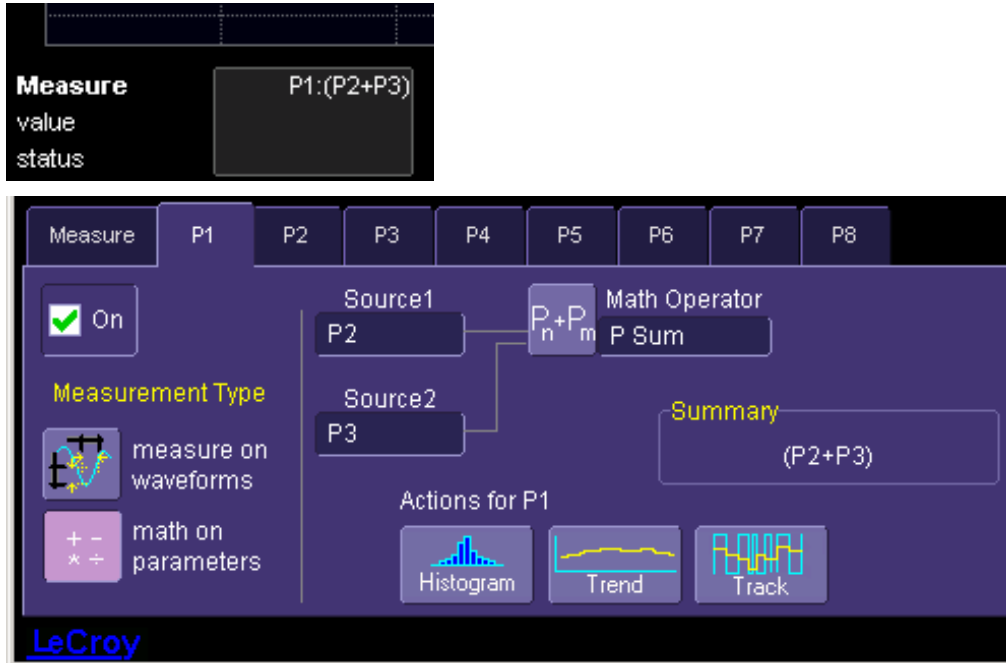 Measure P1:(P2+P3)
value
status
Measure P1 P2 P3 P4 P5 P6 P7 P8
On
Source1
P2
Pn+Pm
Math Operator
P Sum
Measurement Type
Source2
P3
measure on
waveforms
Summary
(P2+P3)
math on
parameters
+ -
* ÷
Actions for P1
Histogram Trend Track
LeCroy